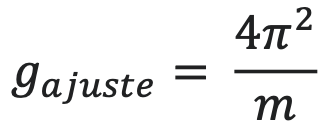 g_ajuste = 4π² / m